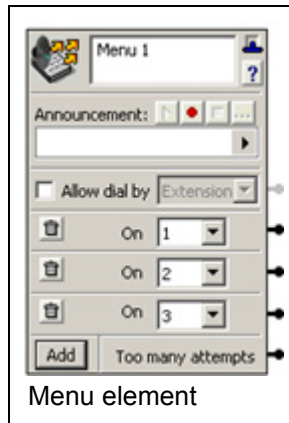 Menu 1
?
Announcement: ...
Allow dial by Extension
On 1
On 2
On 3
Add Too many attempts
Menu element